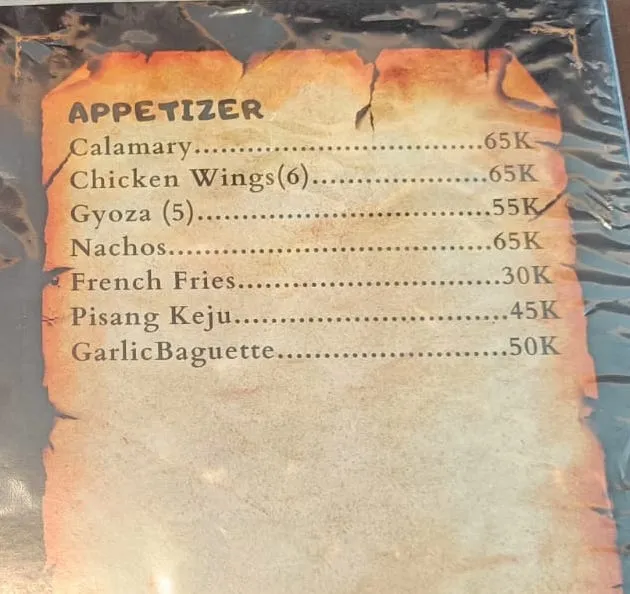 APPETIZER
Calamary.................................65K
Chicken Wings(6)....................65K
Gyoza (5)..................................55K
Nachos.....................................65K
French Fries..............................30K
Pisang Keju...............................45K
GarlicBaguette..........................50K